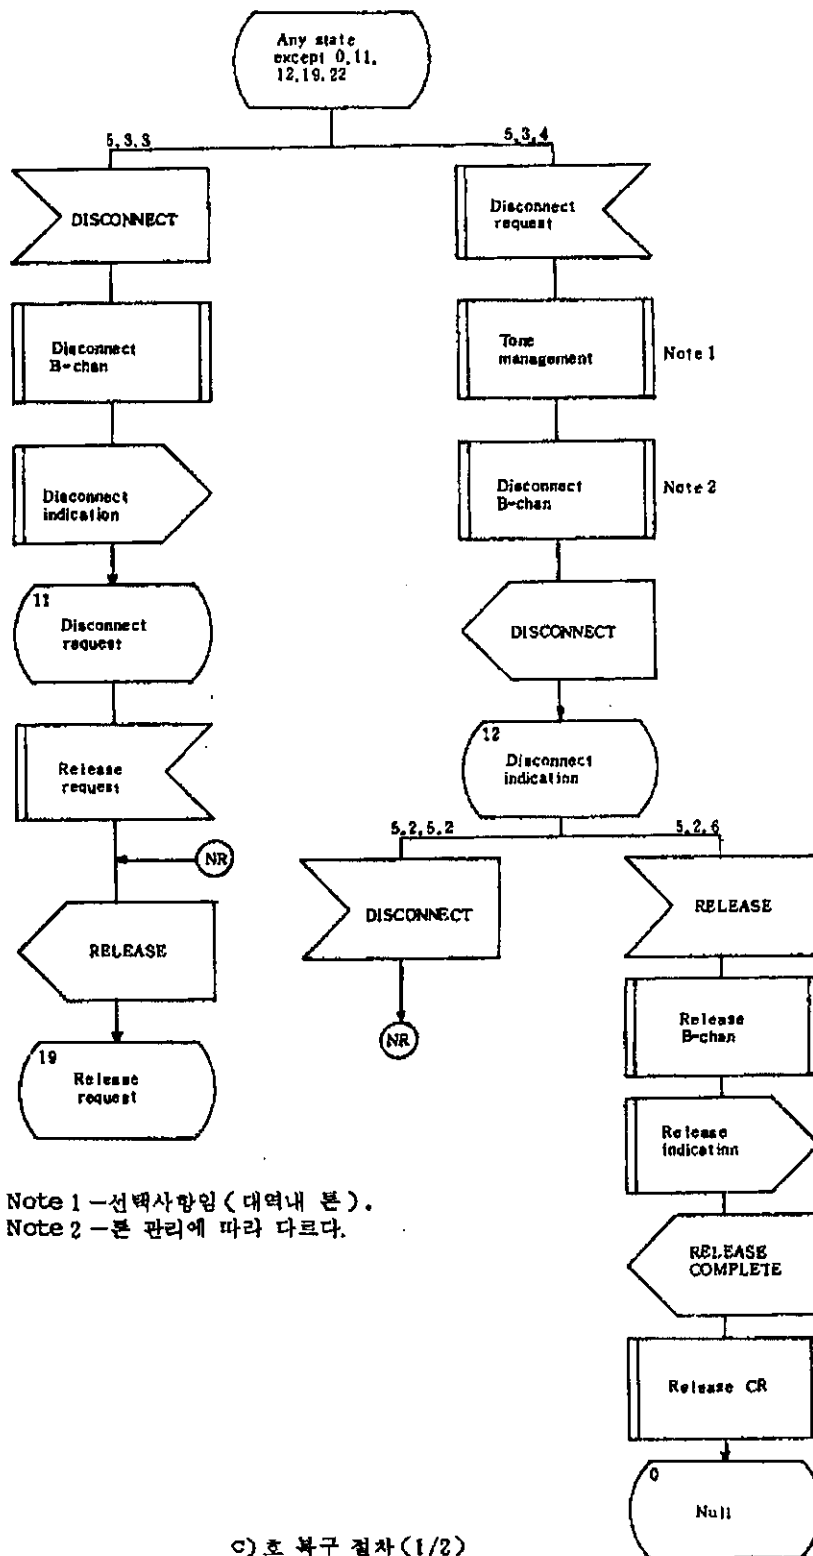 Any state
except 0,11,
12,19,22
5,3,3
5,3,4
DISCONNECT
Disconnect
request
Disconnect
B-chan
Tone
management
Note 1
Disconnect
indication
Disconnect
B-chan
Note 2
11
Disconnect
request
DISCONNECT
Release
request
12
Disconnect
indication
5.2,5.2
5,2,6
NR
DISCONNECT
RELEASE
RELEASE
Release
B-chan
NR
19
Release
request
Release
indication
Note 1 -선택사항임 (대역내 톤).
Note 2 -톤 관리에 따라 다르다.
RELEASE
COMPLETE
Release CR
0
Null
C) 호 복구 절차 (1/2)